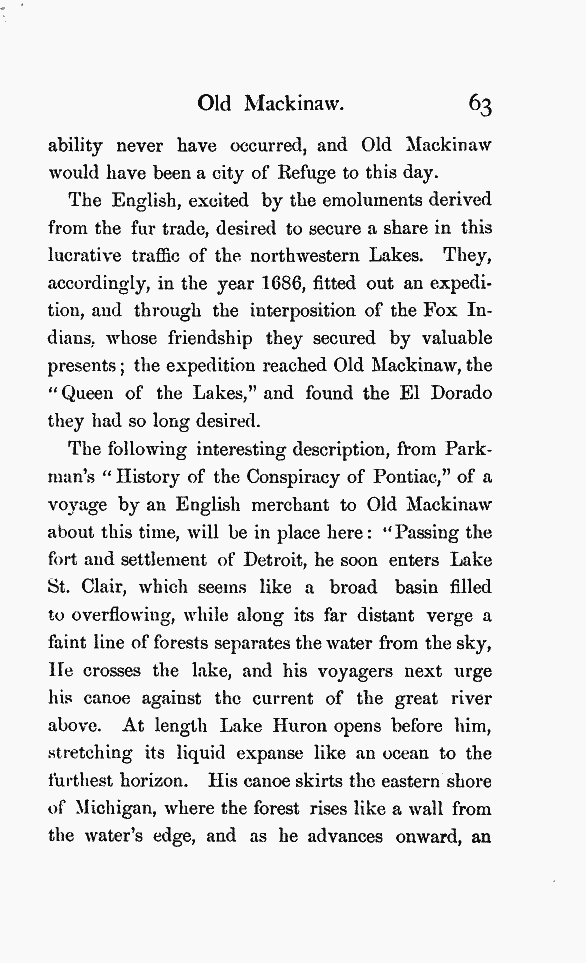 Old Mackinaw. 63
ability never have occurred, and Old Mackinaw
would have been a city of Refuge to this day.
The English, excited by the emoluments derived
from the fur trade, desired to secure a share in this
lucrative traffic of the northwestern Lakes. They,
accordingly, in the year 1686, fitted out an expedi-
tion, and through the interposition of the Fox In-
dians, whose friendship they secured by valuable
presents; the expedition reached Old Mackinaw, the
"Queen of the Lakes," and found the El Dorado
they had so long desired.
The following interesting description, from Park-
man's "History of the Conspiracy of Pontiac," of a
voyage by an English merchant to Old Mackinaw
about this time, will be in place here: "Passing the
fort and settlement of Detroit, he soon enters Lake
St. Clair, which seems like a broad basin filled
to overflowing, while along its far distant verge a
faint line of forests separates the water from the sky,
He crosses the lake, and his voyagers next urge
his canoe against the current of the great river
above. At length Lake Huron opens before him,
stretching its liquid expanse like an ocean to the
furthest horizon. His canoe skirts the eastern shore
of Michigan, where the forest rises like a wall from
the water's edge, and as he advances onward, an